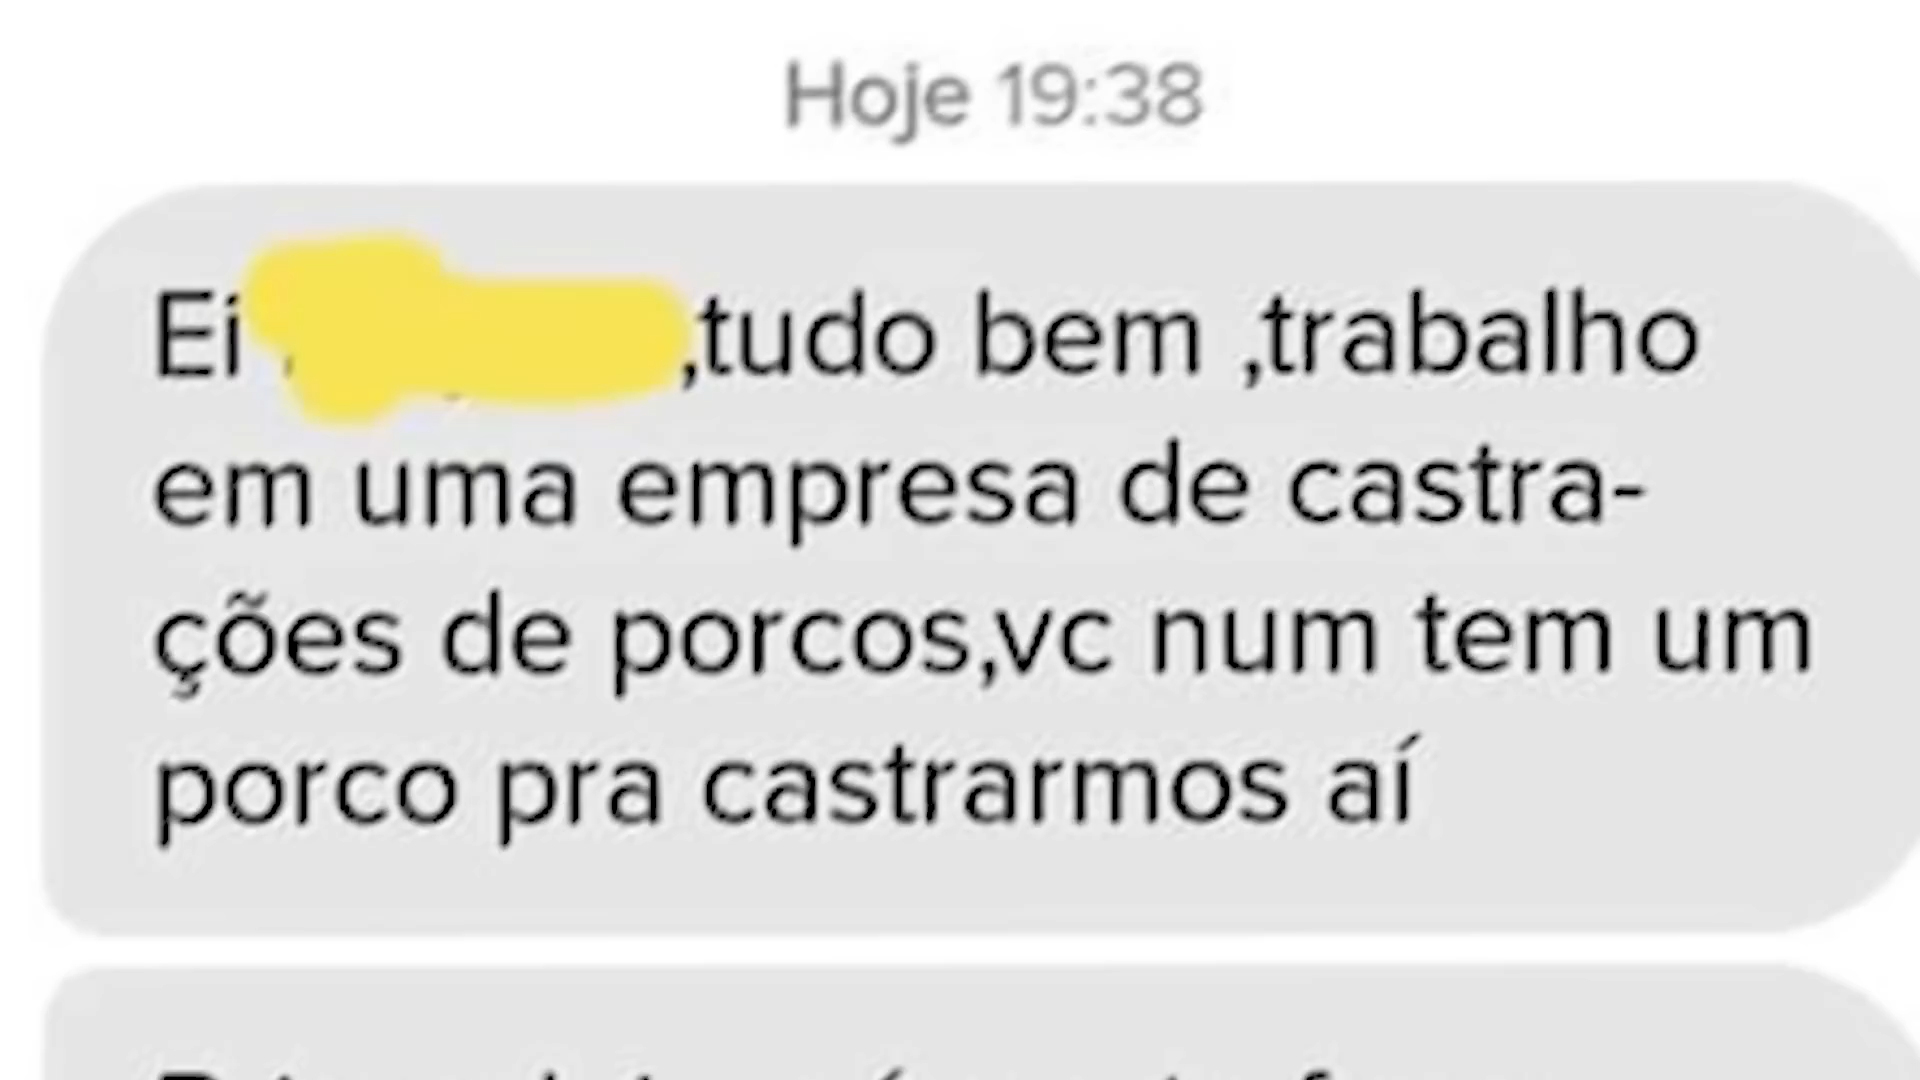 Hoje 19:38
Ei ,tudo bem ,trabalho
em uma empresa de castra-
ções de porcos,vc num tem um
porco pra castrarmos aí